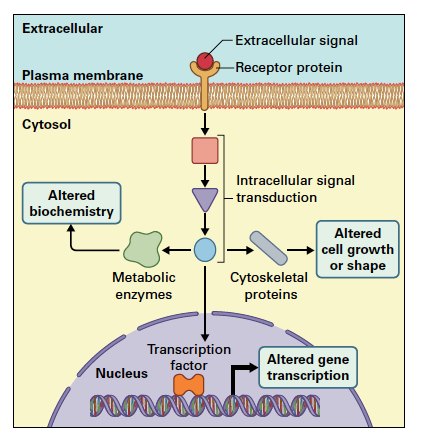 Extracellular
Extracellular signal
Receptor protein
Plasma membrane
Cytosol
Intracellular signal
transduction
Altered
biochemistry
Altered
cell growth
or shape
Metabolic
enzymes
Cytoskeletal
proteins
Transcription
factor
Nucleus
Altered gene
transcription